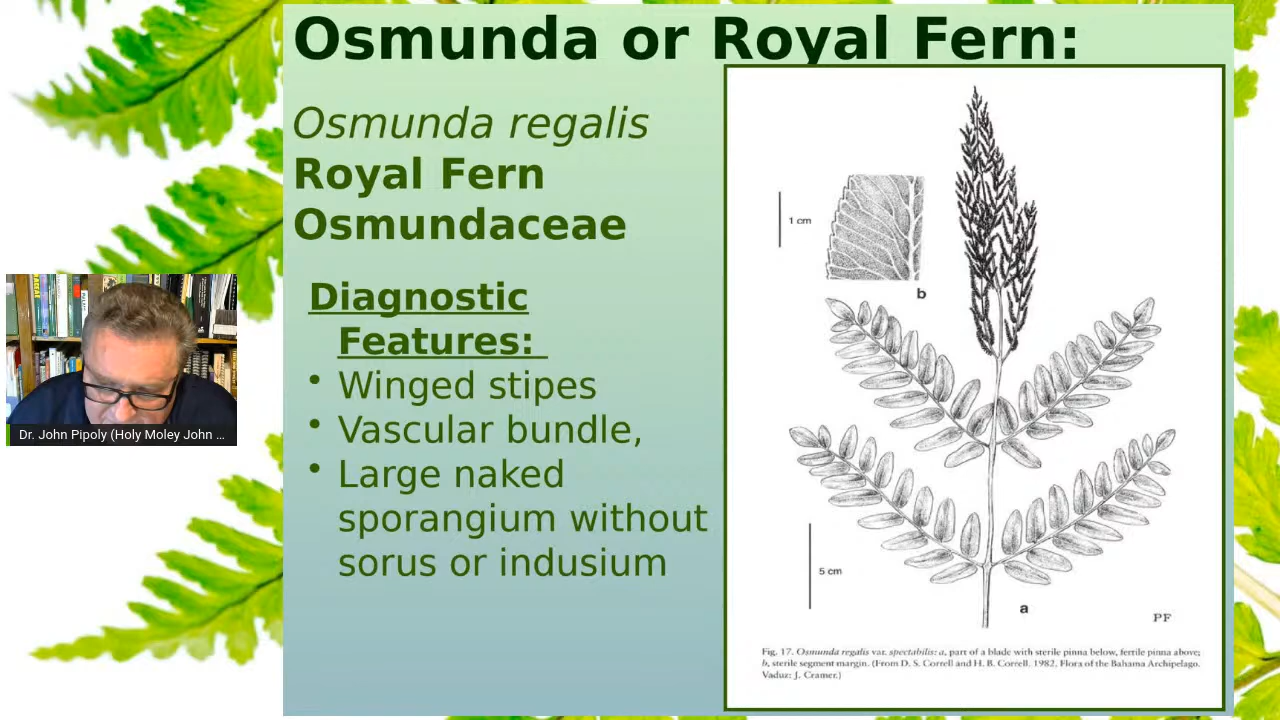 Osmunda or Royal Fern:
Osmunda regalis
Royal Fern
Osmundaceae
Diagnostic
Features:
• Winged stipes
• Vascular bundle,
• Large naked
sporangium without
sorus or indusium
1 cm
b
5 cm
a
PF
Fig. 17. Osmunda regalis var. spectabilis: a, part of a blade with sterile pinna below, fertile pinna above;
b, sterile segment margin. (From D. S. Correll and H. B. Correll. 1982. Flora of the Bahama Archipelago.
Vaduz: J. Cramer.)
Dr. John Pipoly (Holy Moley John ...